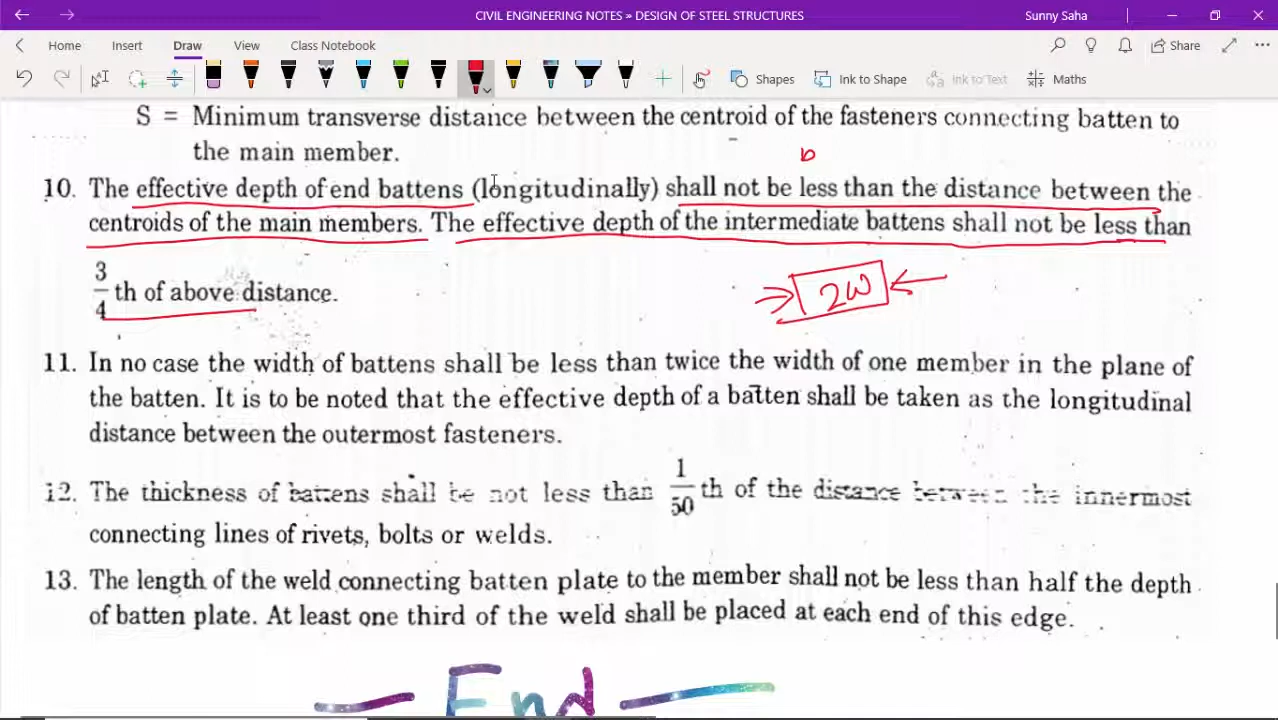 CIVIL ENGINEERING NOTES » DESIGN OF STEEL STRUCTURES
Sunny Saha
Home Insert Draw View Class Notebook
Share
Shapes Ink to Shape Ink to Text Maths
S = Minimum transverse distance between the centroid of the fasteners connecting batten to
the main member.
b
10. The effective depth of end battens (longitudinally) shall not be less than the distance between the
centroids of the main members. The effective depth of the intermediate battens shall not be less than
3/4 th of above distance.
2W
11. In no case the width of battens shall be less than twice the width of one member in the plane of
the batten. It is to be noted that the effective depth of a batten shall be taken as the longitudinal
distance between the outermost fasteners.
12. The thickness of battens shall be not less than 1/50 th of the distance between the innermost
connecting lines of rivets, bolts or welds.
13. The length of the weld connecting batten plate to the member shall not be less than half the depth
of batten plate. At least one third of the weld shall be placed at each end of this edge.
End